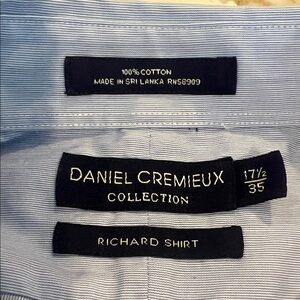 100% COTTON
MADE IN SRI LANKA RN58909
DANIEL CREMIEUX
COLLECTION
17½
35
RICHARD SHIRT